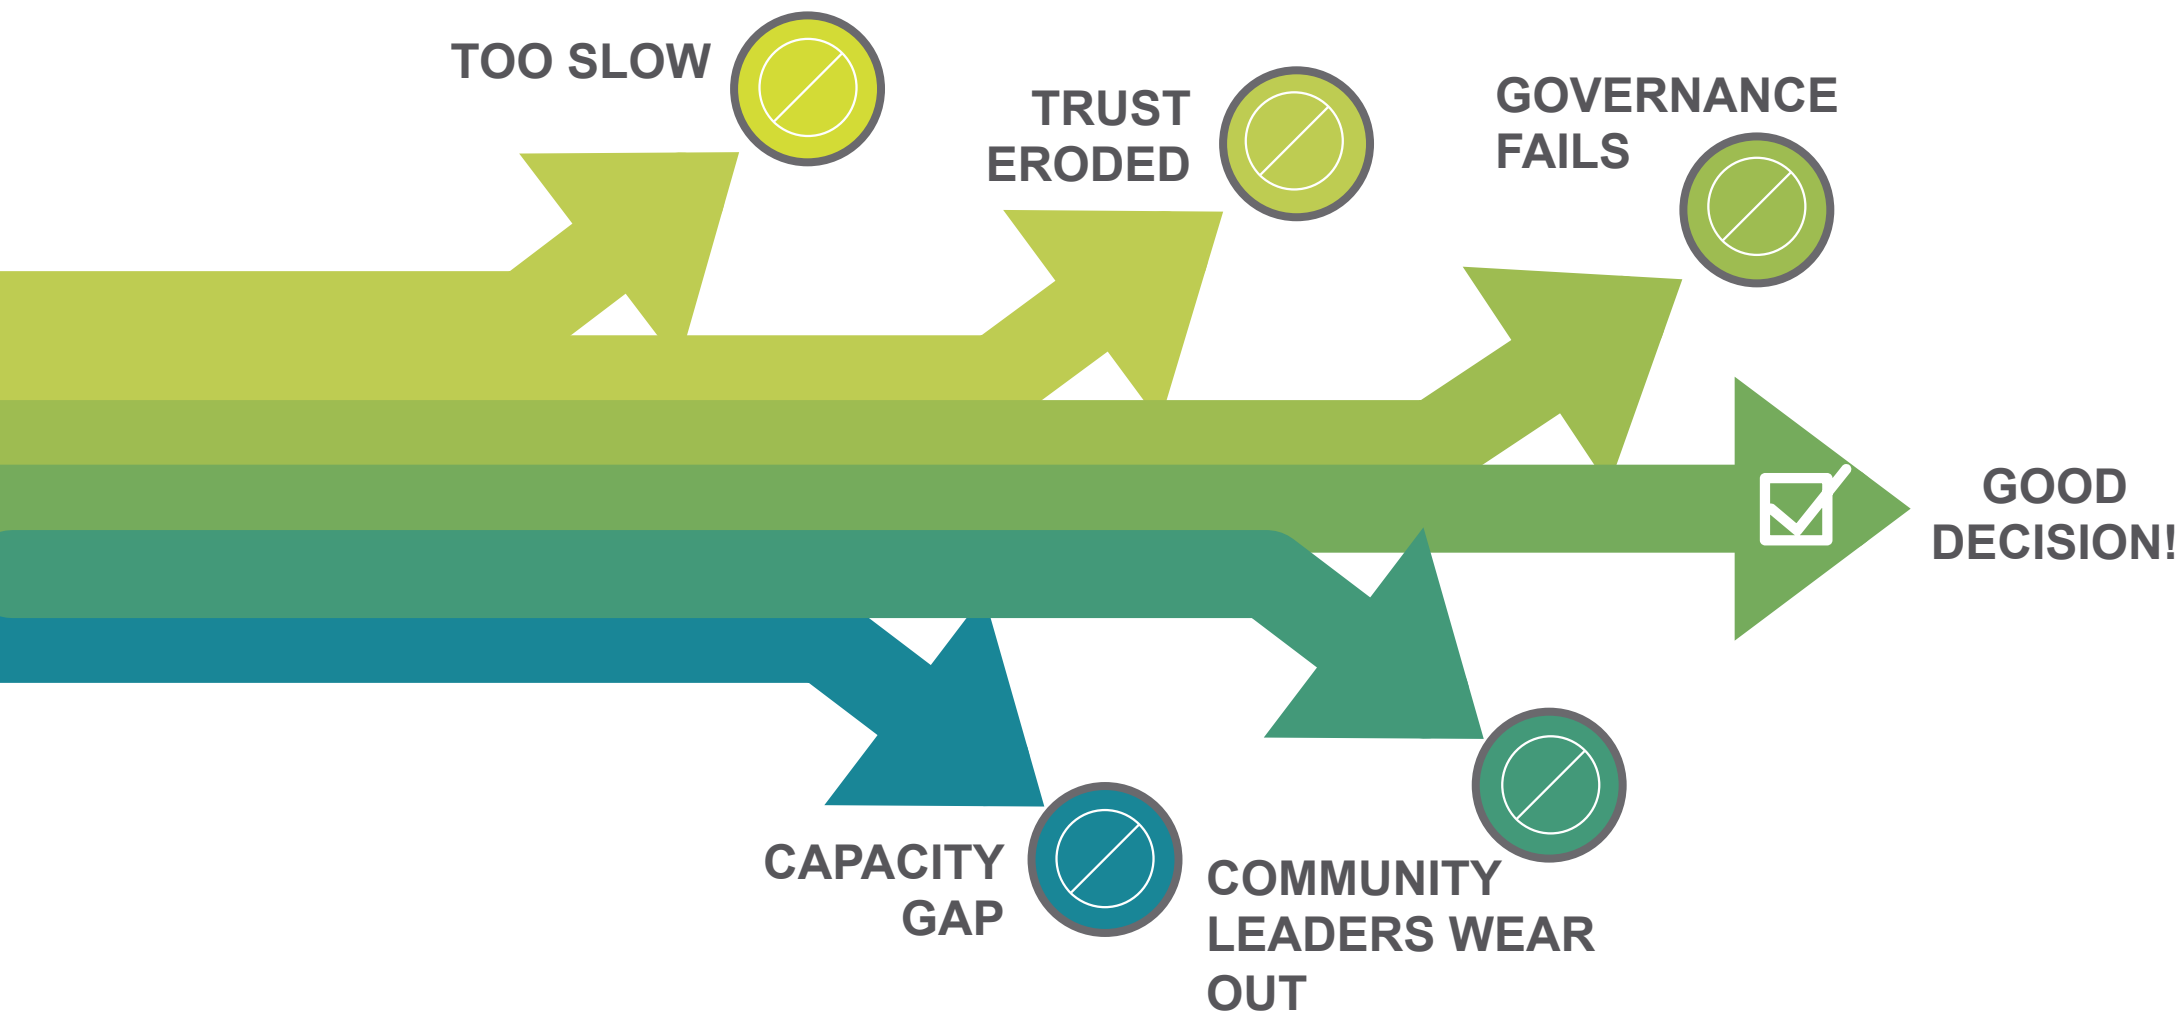 TOO SLOW
TRUST
ERODED
GOVERNANCE
FAILS
GOOD
DECISION!
CAPACITY
GAP
COMMUNITY
LEADERS WEAR
OUT